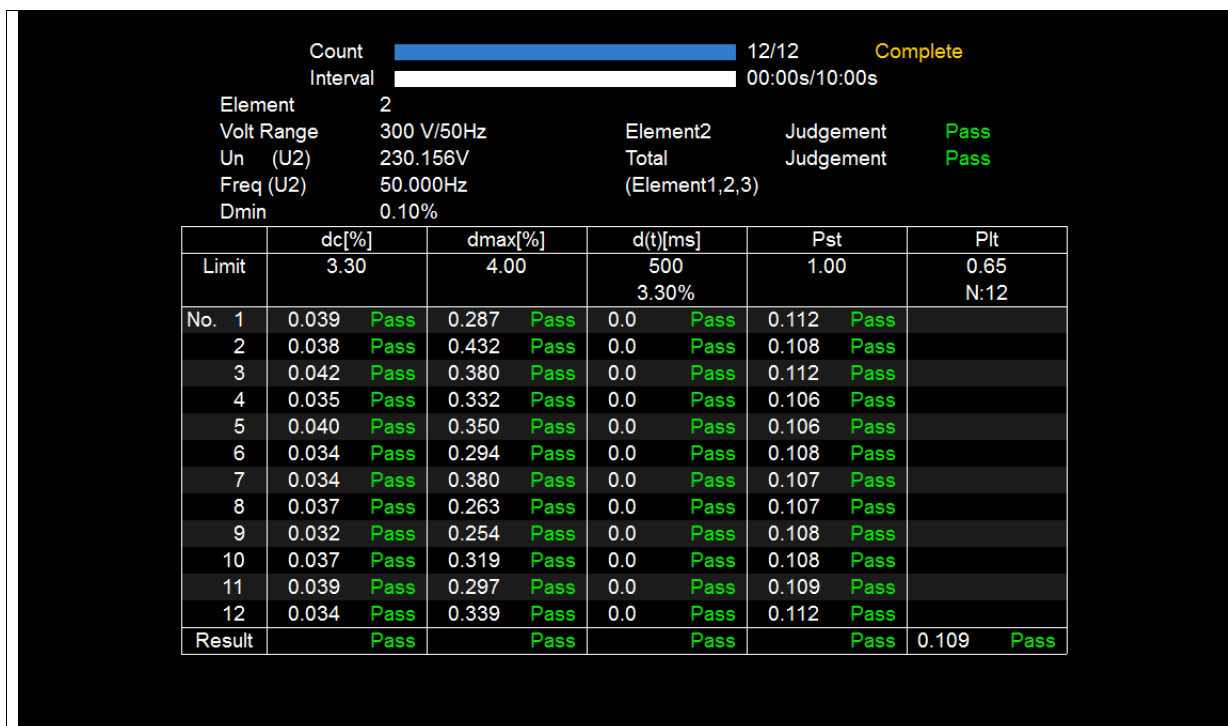 Count 12/12 Complete
Interval 00:00s/10:00s
Element 2
Volt Range 300 V/50Hz Element2 Judgement Pass
Un (U2) 230.156V Total Judgement Pass
Freq (U2) 50.000Hz (Element1,2,3)
Dmin 0.10%
dc[%] dmax[%] d(t)[ms] Pst Plt
Limit 3.30 4.00 500 1.00 0.65
3.30% N:12
No. 1 0.039 Pass 0.287 Pass 0.0 Pass 0.112 Pass
2 0.038 Pass 0.432 Pass 0.0 Pass 0.108 Pass
3 0.042 Pass 0.380 Pass 0.0 Pass 0.112 Pass
4 0.035 Pass 0.332 Pass 0.0 Pass 0.106 Pass
5 0.040 Pass 0.350 Pass 0.0 Pass 0.106 Pass
6 0.034 Pass 0.294 Pass 0.0 Pass 0.108 Pass
7 0.034 Pass 0.380 Pass 0.0 Pass 0.107 Pass
8 0.037 Pass 0.263 Pass 0.0 Pass 0.107 Pass
9 0.032 Pass 0.254 Pass 0.0 Pass 0.108 Pass
10 0.037 Pass 0.319 Pass 0.0 Pass 0.108 Pass
11 0.039 Pass 0.297 Pass 0.0 Pass 0.109 Pass
12 0.034 Pass 0.339 Pass 0.0 Pass 0.112 Pass
Result Pass Pass Pass Pass 0.109 Pass